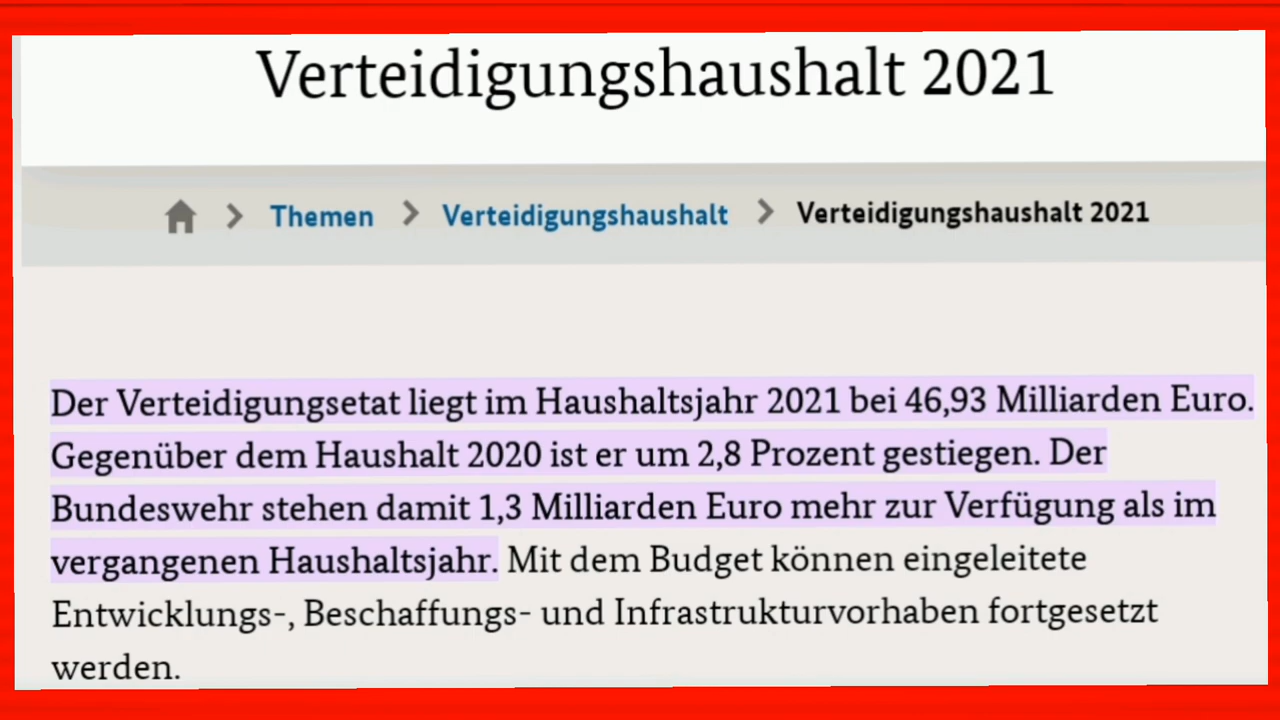 Verteidigungshaushalt 2021
Themen > Verteidigungshaushalt > Verteidigungshaushalt 2021
Der Verteidigungsetat liegt im Haushaltsjahr 2021 bei 46,93 Milliarden Euro.
Gegenüber dem Haushalt 2020 ist er um 2,8 Prozent gestiegen. Der
Bundeswehr stehen damit 1,3 Milliarden Euro mehr zur Verfügung als im
vergangenen Haushaltsjahr. Mit dem Budget können eingeleitete
Entwicklungs-, Beschaffungs- und Infrastrukturvorhaben fortgesetzt
werden.